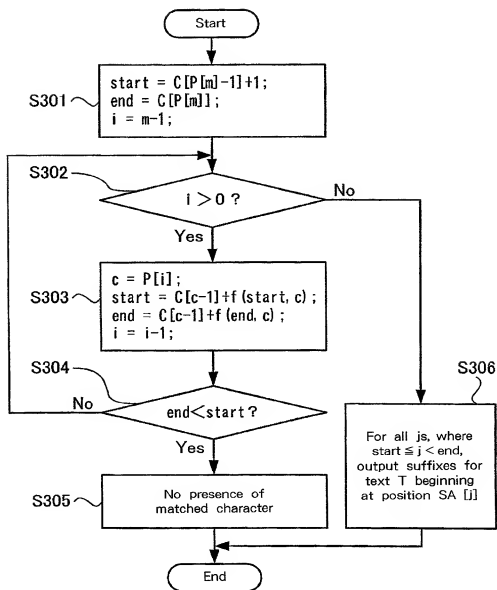 Start
S301
start = C[P[m]-1]+1;
end = C[P[m]];
i = m-1;
S302
i > 0 ?
No
Yes
S303
c = P[i];
start = C[c-1]+f(start, c);
end = C[c-1]+f(end, c);
i = i-1;
S304
No
end<start?
Yes
S306
For all js, where
start ≦ j < end,
output suffixes for
text T beginning
at position SA [j]
S305
No presence of
matched character
End